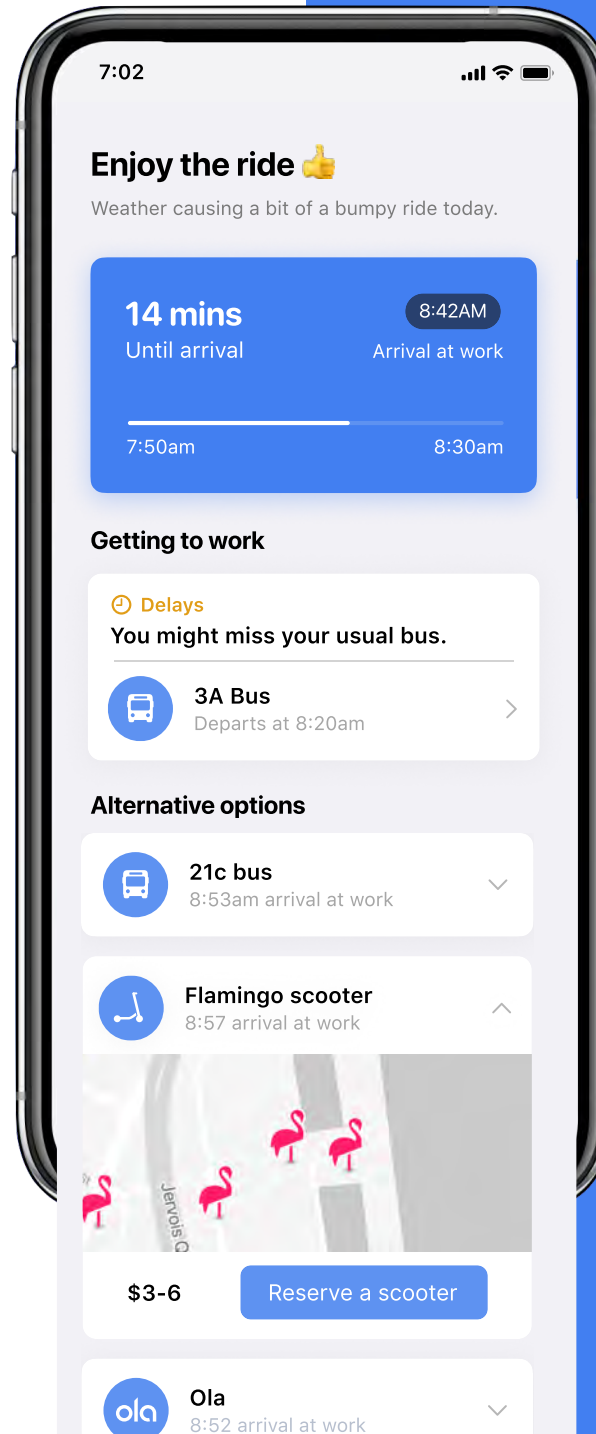 7:02
Enjoy the ride 👍
Weather causing a bit of a bumpy ride today.
14 mins
8:42AM
Until arrival
Arrival at work
7:50am
8:30am
Getting to work
Delays
You might miss your usual bus.
3A Bus
Departs at 8:20am
Alternative options
21c bus
8:53am arrival at work
Flamingo scooter
8:57 arrival at work
Jervois Q
$3-6
Reserve a scooter
ola
Ola
8:52 arrival at work